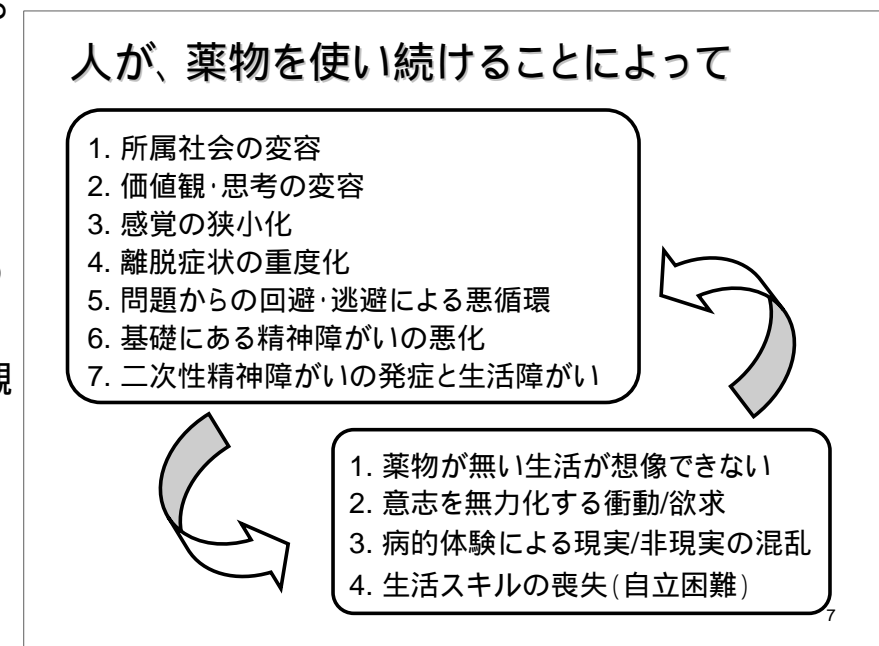 人が、薬物を使い続けることによって
1. 所属社会の変容
2. 価値観･思考の変容
3. 感覚の狭小化
4. 離脱症状の重度化
5. 問題からの回避･逃避による悪循環
6. 基礎にある精神障がいの悪化
7. 二次性精神障がいの発症と生活障がい
1. 薬物が無い生活が想像できない
2. 意志を無力化する衝動/欲求
3. 病的体験による現実/非現実の混乱
4. 生活スキルの喪失(自立困難)
7